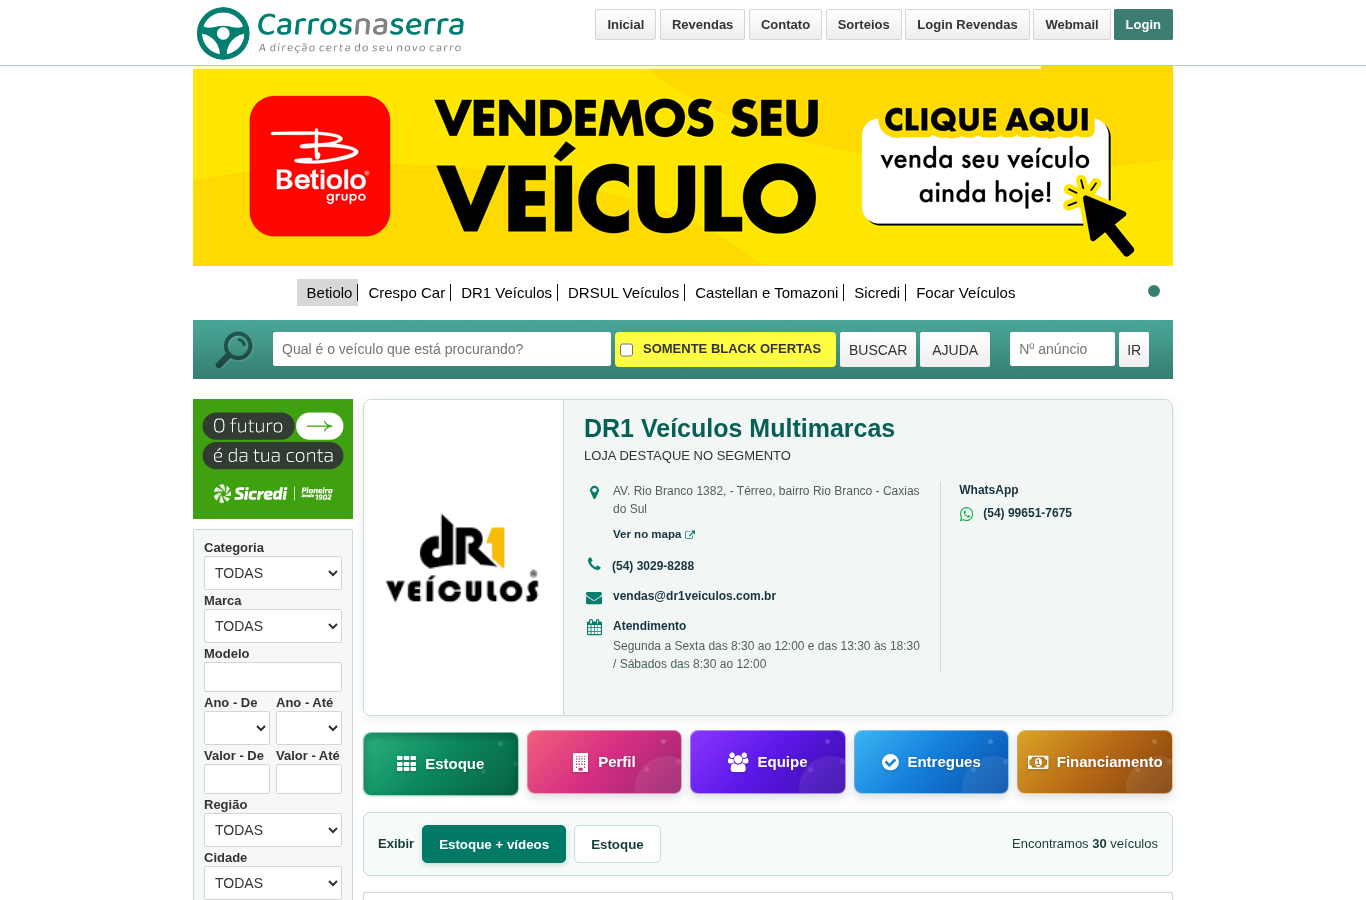 Carrosnaserra
A direção certa do seu novo carro
Inicial
Revendas
Contato
Sorteios
Login Revendas
Webmail
Login
Betiolo®
grupo
VENDEMOS SEU
VEÍCULO
CLIQUE AQUI
venda seu veículo
ainda hoje!
Betiolo
Crespo Car
DR1 Veículos
DRSUL Veículos
Castellan e Tomazoni
Sicredi
Focar Veículos
Qual é o veículo que está procurando?
SOMENTE BLACK OFERTAS
BUSCAR
AJUDA
Nº anúncio
IR
O futuro
é da tua conta
Sicredi
Pioneira
desde 1902
Categoria
TODAS
Marca
TODAS
Modelo
Ano - De
Ano - Até
Valor - De
Valor - Até
Região
TODAS
Cidade
TODAS
dR1
VEÍCULOS®
DR1 Veículos Multimarcas
LOJA DESTAQUE NO SEGMENTO
AV. Rio Branco 1382, - Térreo, bairro Rio Branco - Caxias
do Sul
Ver no mapa
(54) 3029-8288
vendas@dr1veiculos.com.br
Atendimento
Segunda a Sexta das 8:30 ao 12:00 e das 13:30 às 18:30
/ Sábados das 8:30 ao 12:00
WhatsApp
(54) 99651-7675
Estoque
Perfil
Equipe
Entregues
Financiamento
Exibir
Estoque + vídeos
Estoque
Encontramos 30 veículos